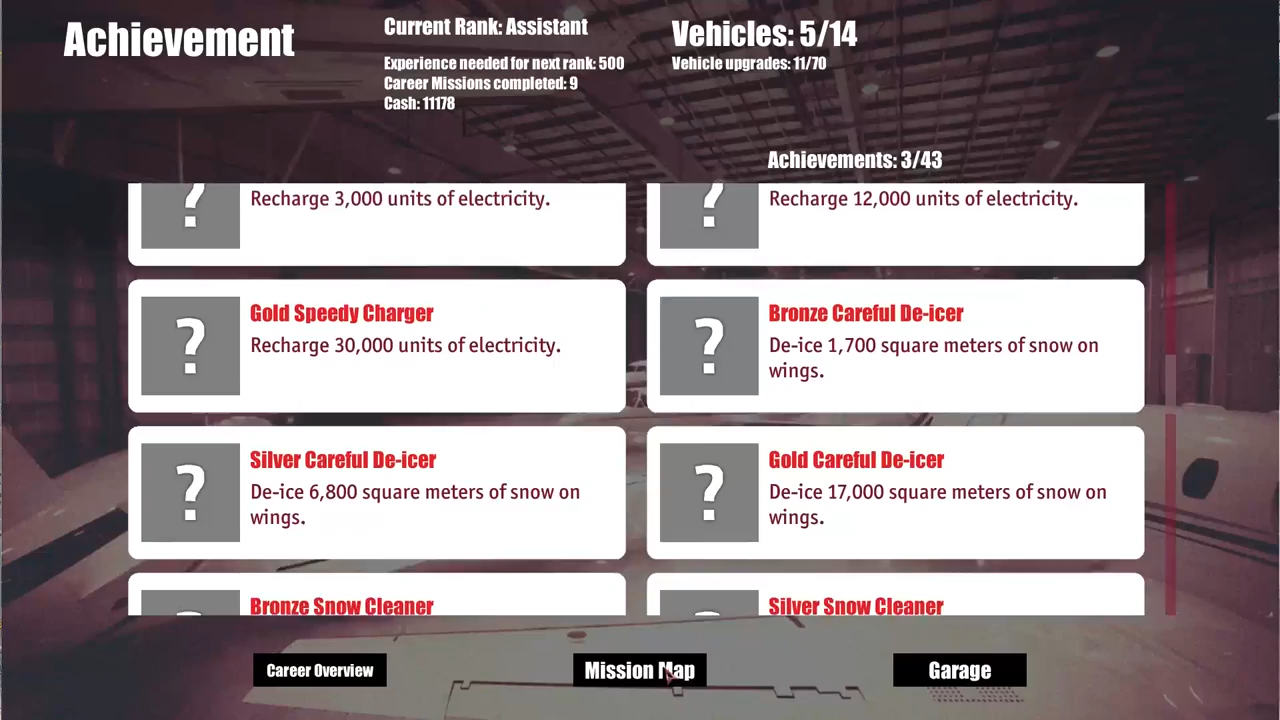 Achievement
Current Rank: Assistant
Experience needed for next rank: 500
Career Missions completed: 9
Cash: 11178
Vehicles: 5/14
Vehicle upgrades: 11/70
Achievements: 3/43
?
Recharge 3,000 units of electricity.
?
Recharge 12,000 units of electricity.
?
Gold Speedy Charger
Recharge 30,000 units of electricity.
?
Bronze Careful De-icer
De-ice 1,700 square meters of snow on
wings.
?
Silver Careful De-icer
De-ice 6,800 square meters of snow on
wings.
?
Gold Careful De-icer
De-ice 17,000 square meters of snow on
wings.
Bronze Snow Cleaner
Silver Snow Cleaner
Career Overview
Mission Map
Garage